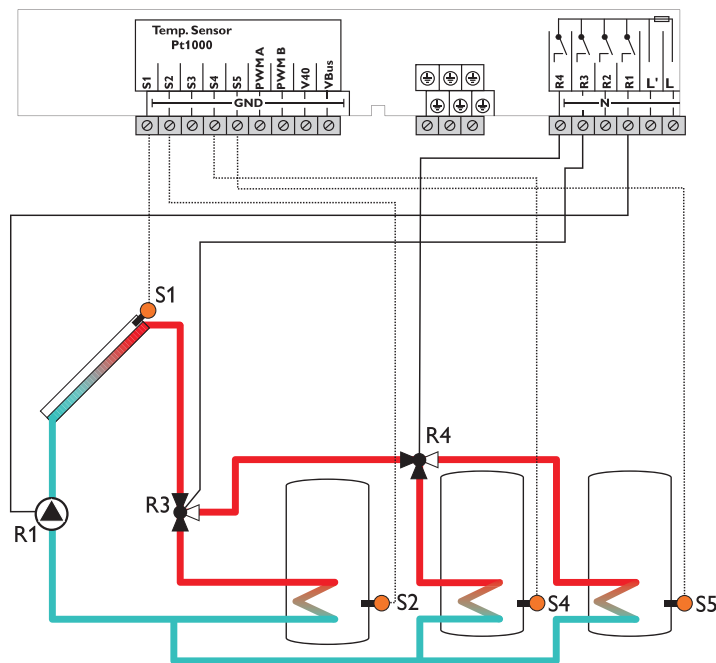 Temp. Sensor
Pt1000
S1 S2 S3 S4 S5 PWM A PWM B V40 VBus
GND
R4 R3 R2 R1 L' L
N
S1
R4
R3
R1
S2
S4
S5